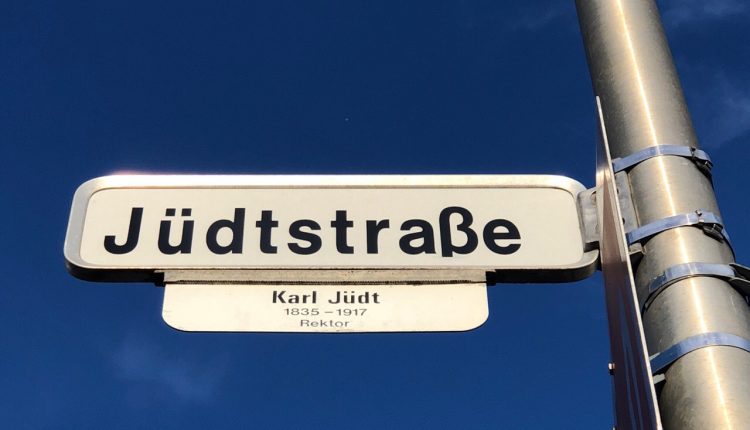 Jüdtstraße
Karl Jüdt
1835 – 1917
Rektor